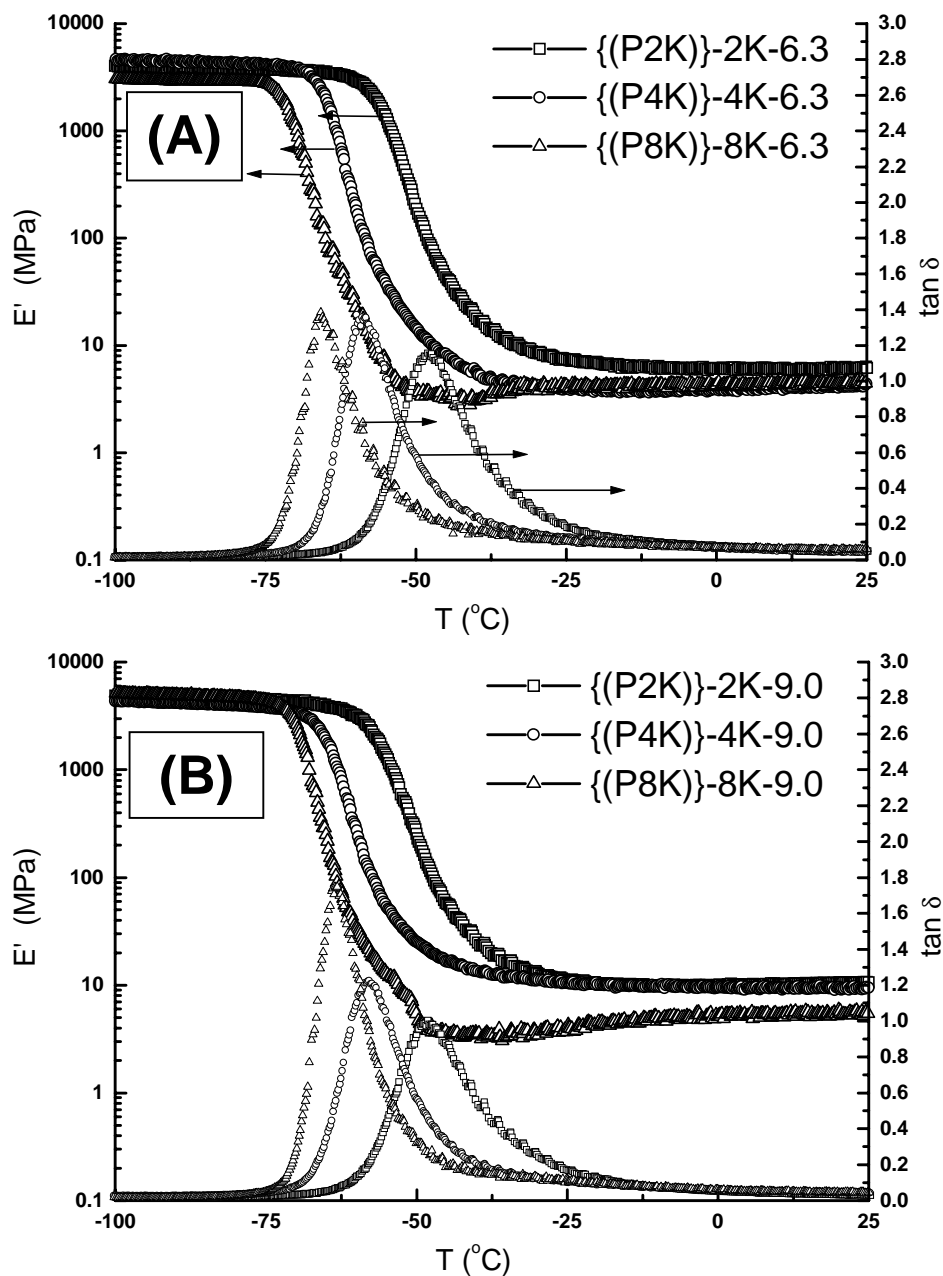 10000
1000
100
10
1
0.1
E' (MPa)
(A)
{(P2K)}-2K-6.3
{(P4K)}-4K-6.3
{(P8K)}-8K-6.3
3.0
2.8
2.6
2.4
2.2
2.0
1.8
1.6
1.4
1.2
1.0
0.8
0.6
0.4
0.2
0.0
tan δ
-100 -75 -50 -25 0 25
T (°C)
10000
1000
100
10
1
0.1
E' (MPa)
(B)
{(P2K)}-2K-9.0
{(P4K)}-4K-9.0
{(P8K)}-8K-9.0
3.0
2.8
2.6
2.4
2.2
2.0
1.8
1.6
1.4
1.2
1.0
0.8
0.6
0.4
0.2
0.0
tan δ
-100 -75 -50 -25 0 25
T (°C)